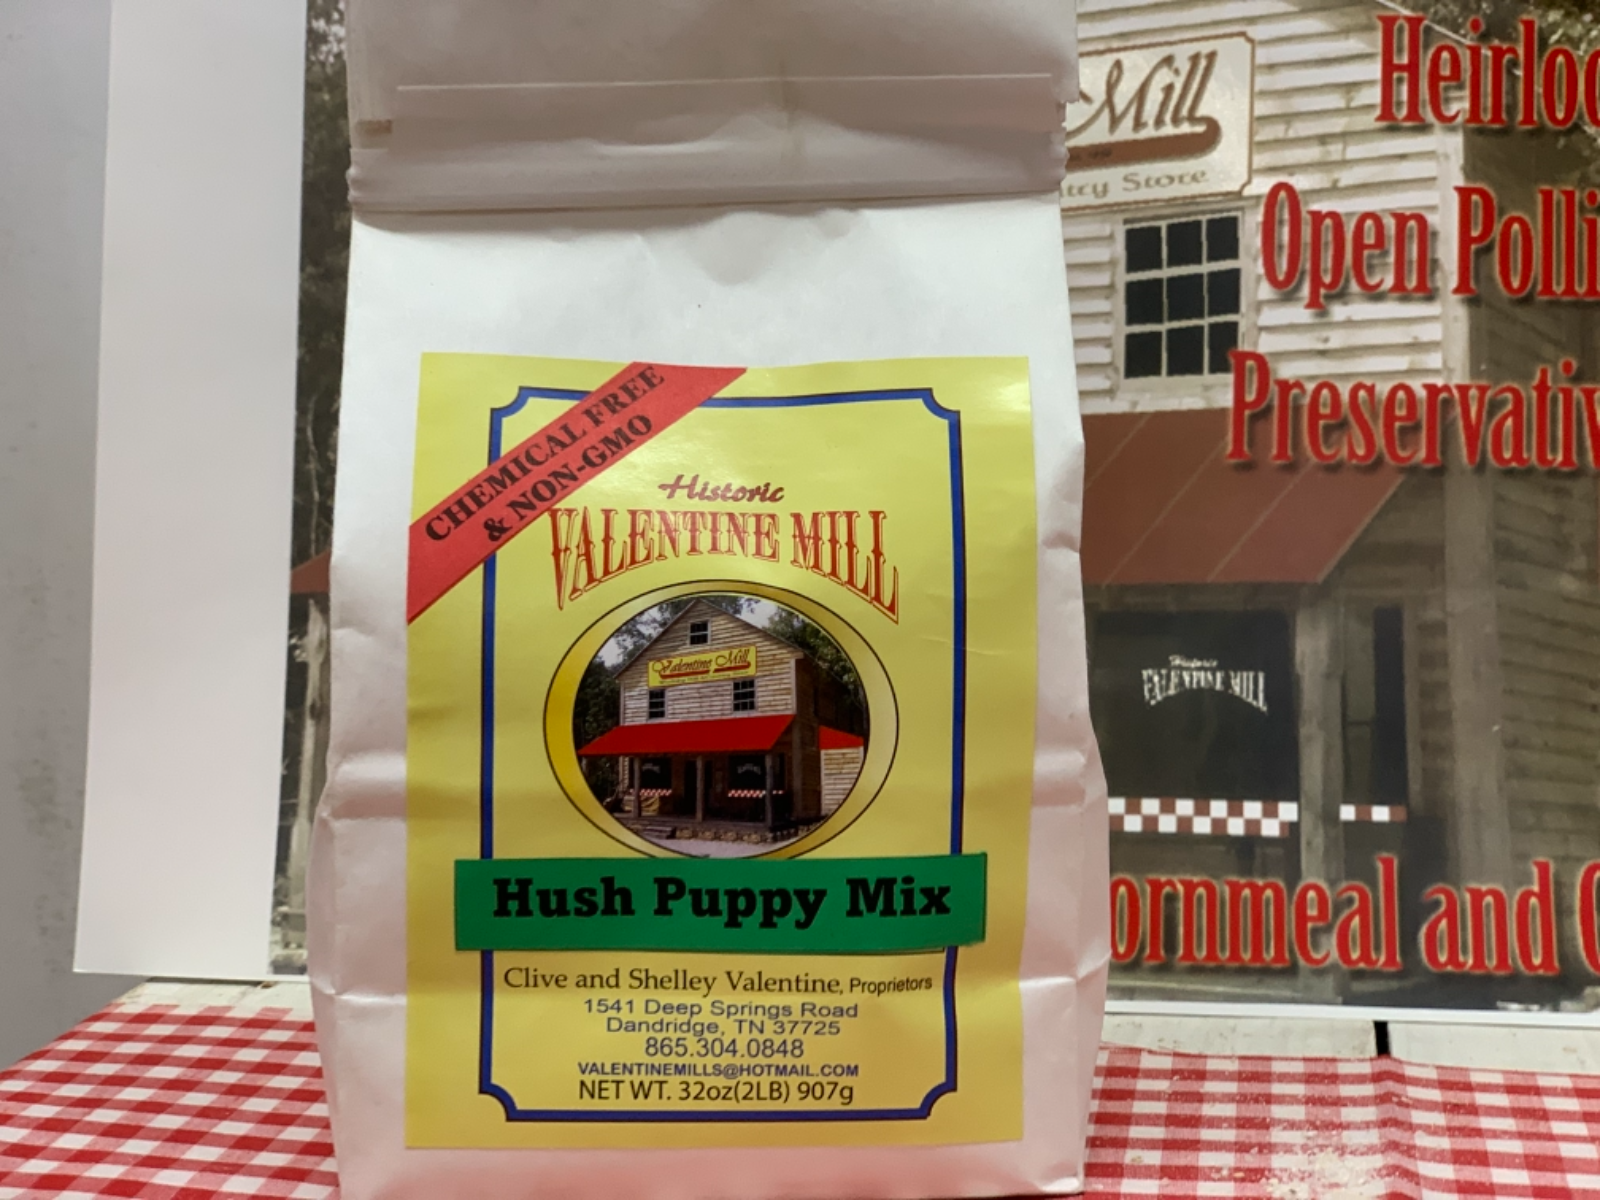 CHEMICAL FREE
& NON-GMO
Historic
VALENTINE MILL
Valentine Mill
Hush Puppy Mix
Clive and Shelley Valentine, Proprietors
1541 Deep Springs Road
Dandridge, TN 37725
865.304.0848
VALENTINEMILLS@HOTMAIL.COM
NET WT. 32oz(2LB) 907g
Mill
Store
Heirloo
Open Polli
Preservativ
Historic
VALENTINE MILL
ornmeal and